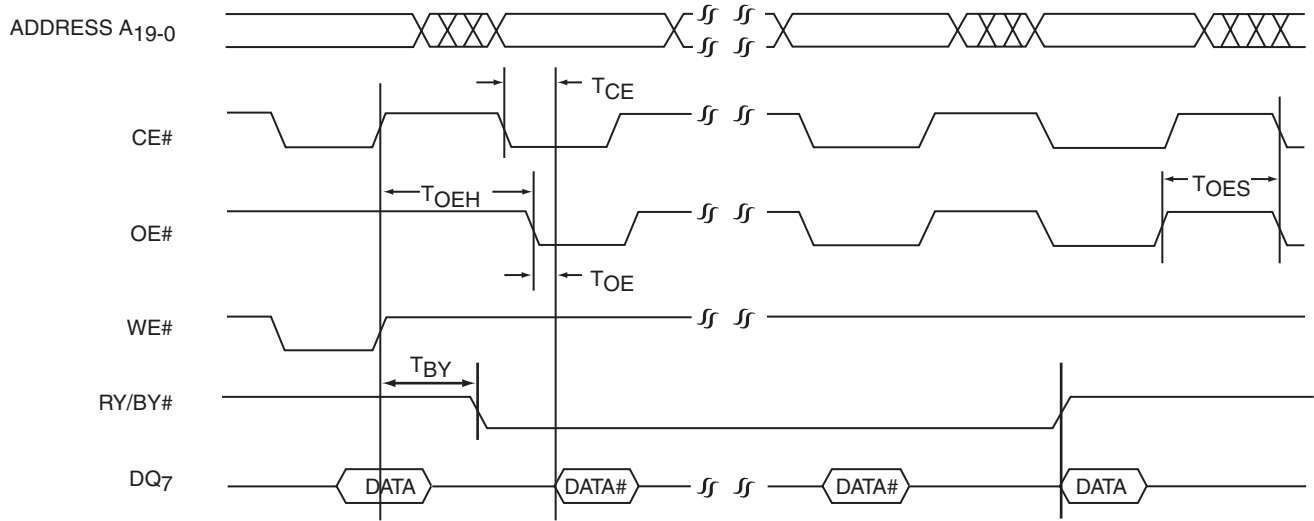 ADDRESS A19-0
TCE
CE#
TOEH
TOES
OE#
TOE
WE#
TBY
RY/BY#
DQ7
DATA
DATA#
DATA#
DATA